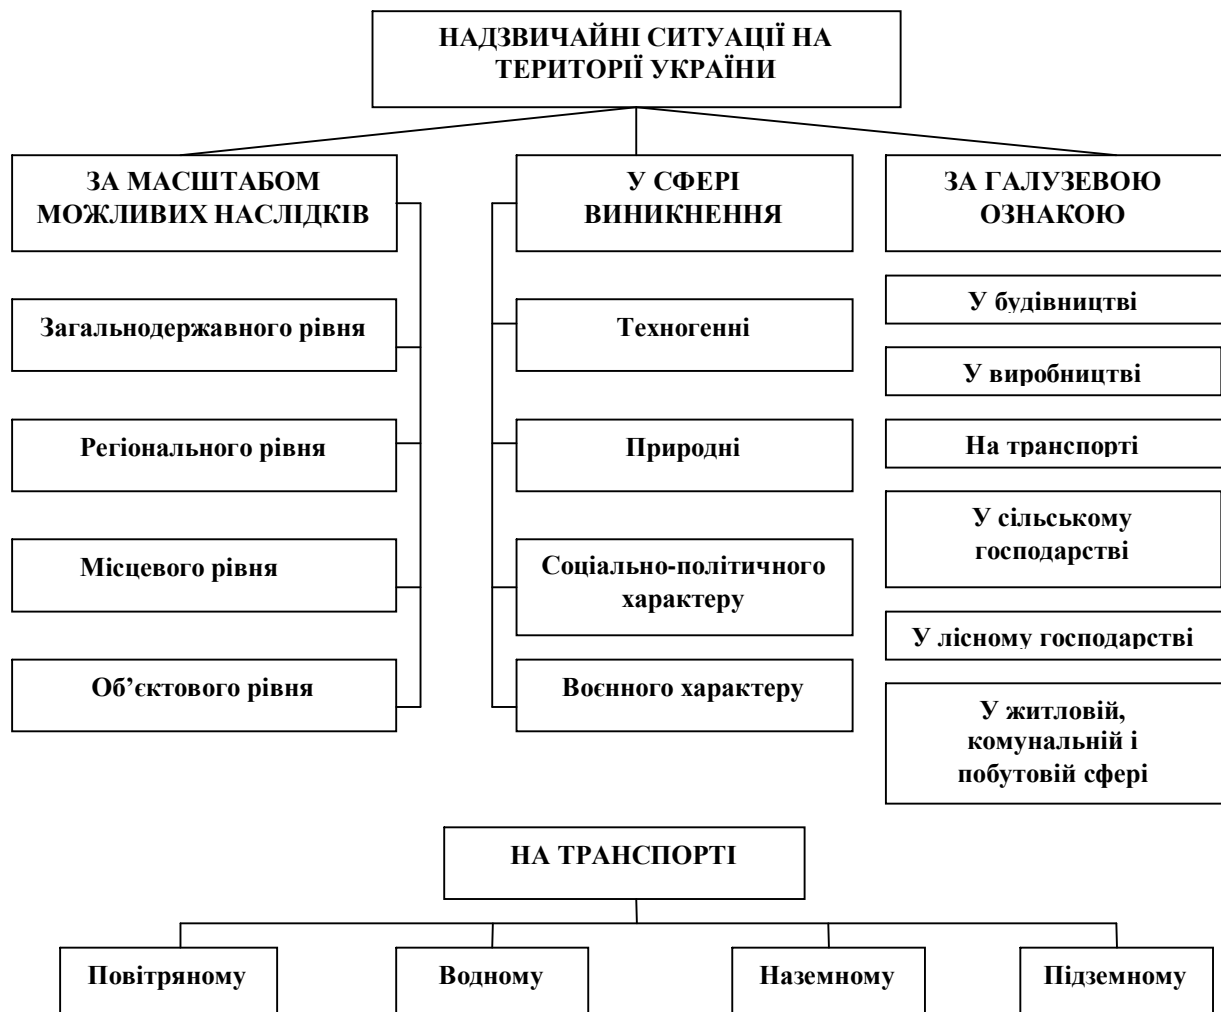 НАДЗВИЧАЙНІ СИТУАЦІЇ НА
ТЕРИТОРІЇ УКРАЇНИ
ЗА МАСШТАБОМ
МОЖЛИВИХ НАСЛІДКІВ
Загальнодержавного рівня
Регіонального рівня
Місцевого рівня
Об’єктового рівня
У СФЕРІ
ВИНИКНЕННЯ
Техногенні
Природні
Соціально-політичного
характеру
Воєнного характеру
ЗА ГАЛУЗЕВОЮ
ОЗНАКОЮ
У будівництві
У виробництві
На транспорті
У сільському
господарстві
У лісному господарстві
У житловій,
комунальній і
побутовій сфері
НА ТРАНСПОРТІ
Повітряному
Водному
Наземному
Підземному